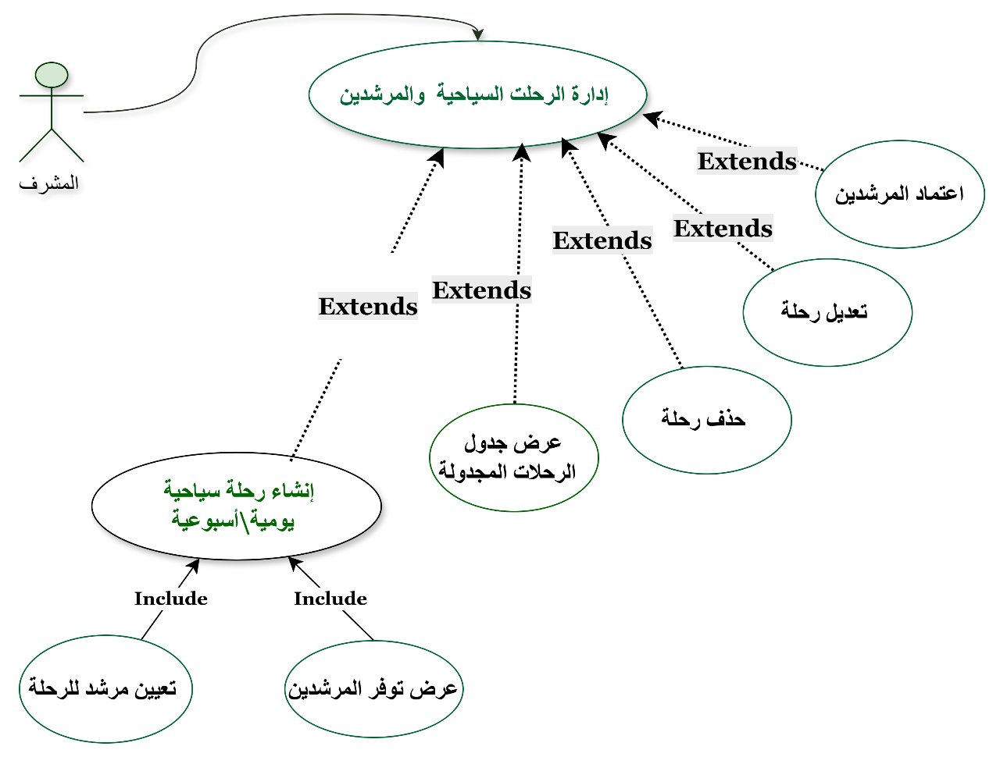 إدارة الرحلت السياحية والمرشدين
المشرف
Extends
اعتماد المرشدين
Extends
Extends
Extends
Extends
تعديل رحلة
حذف رحلة
عرض جدول
الرحلات المجدولة
إنشاء رحلة سياحية
يومية\أسبوعية
Include
Include
تعيين مرشد للرحلة
عرض توفر المرشدين